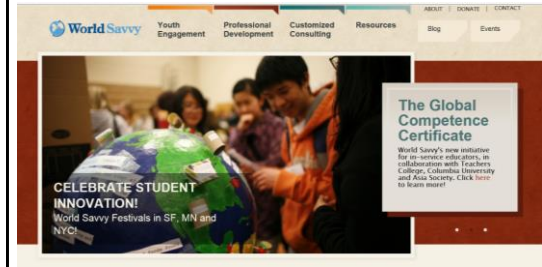 ABOUT | DONATE | CONTACT
World Savvy
Youth Engagement
Professional Development
Customized Consulting
Resources
Blog
Events
CELEBRATE STUDENT
INNOVATION!
World Savvy Festivals in SF, MN and
NYC!
The Global
Competence
Certificate
World Savvy's new initiative
for in-service educators, in
collaboration with Teachers
College, Columbia University
and Asia Society. Click here
to learn more!